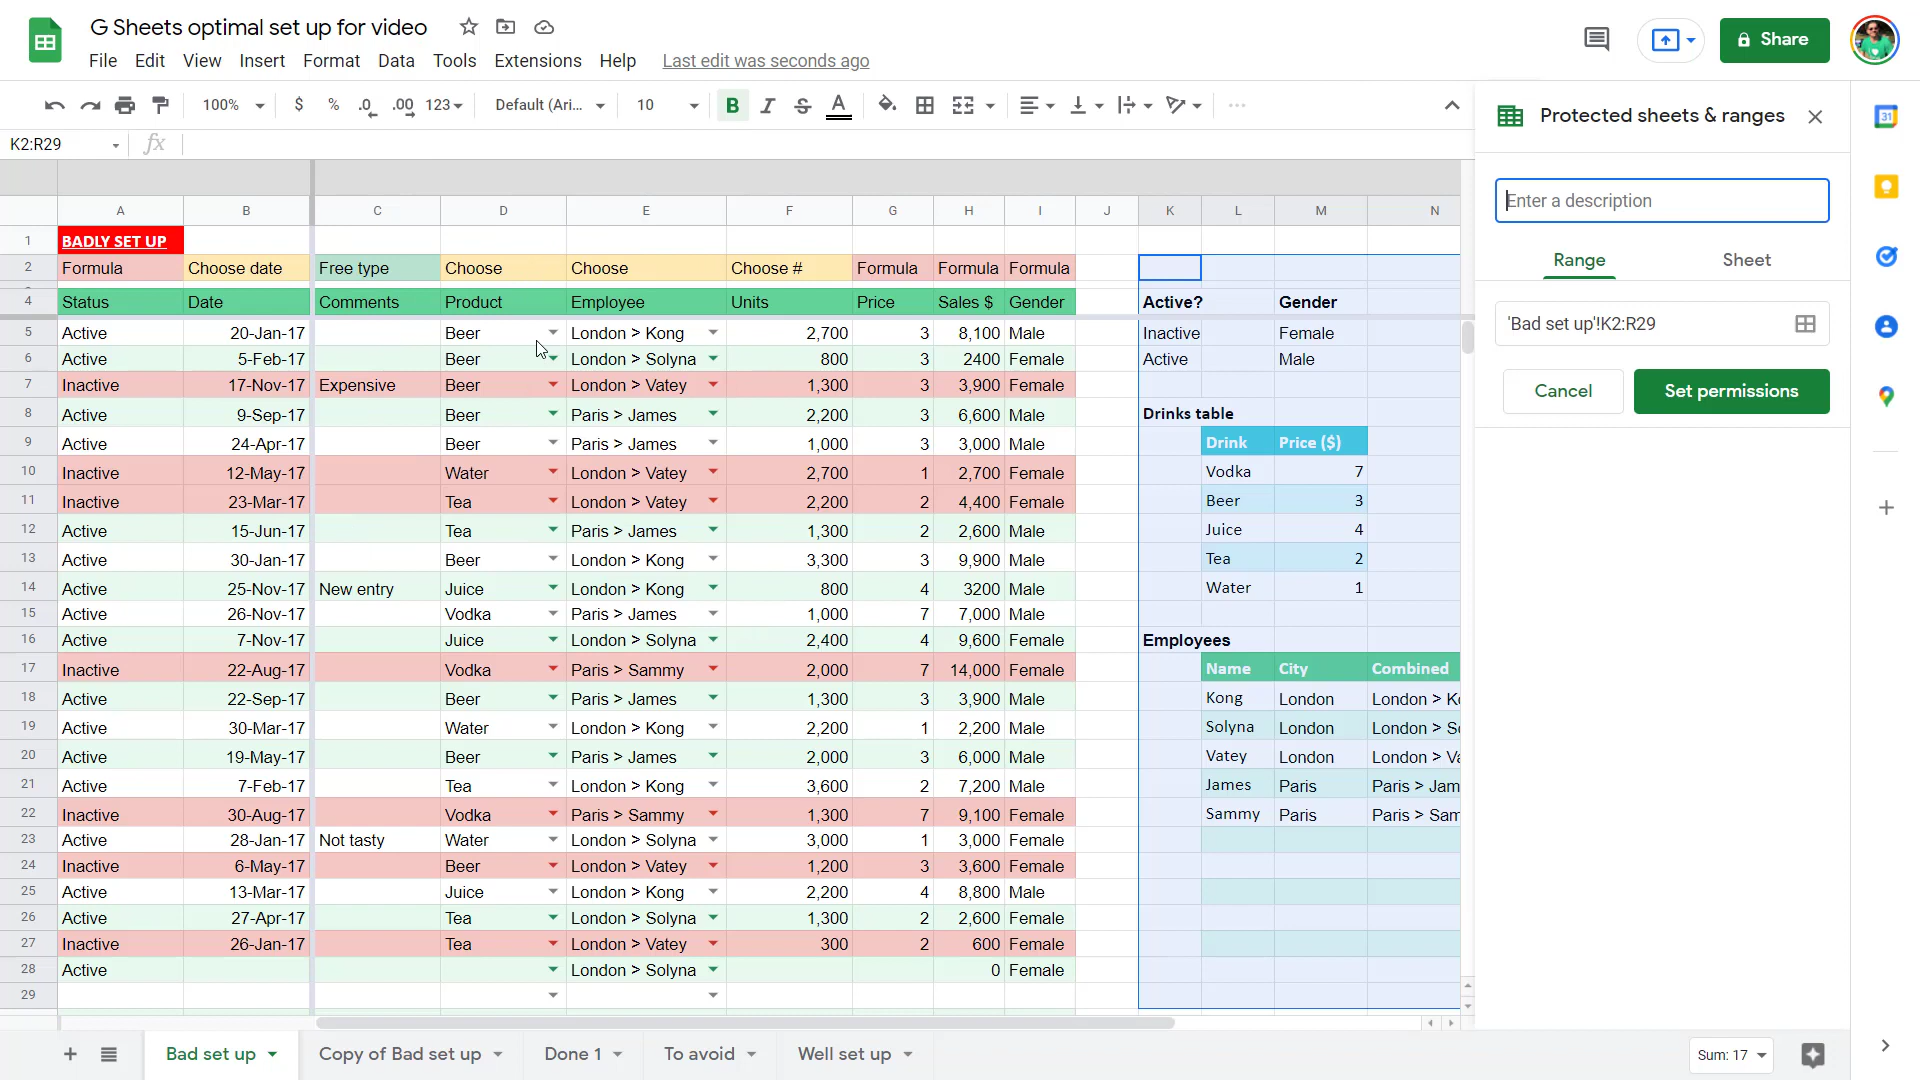 G Sheets optimal set up for video
File Edit View Insert Format Data Tools Extensions Help Last edit was seconds ago
Share
100% $ % .0 .00 123 Default (Ari... 10 B I S A
K2:R29 fx
A B C D E F G H I J K L M N
1 BADLY SET UP
2 Formula Choose date Free type Choose Choose Choose # Formula Formula Formula
4 Status Date Comments Product Employee Units Price Sales $ Gender Active? Gender
5 Active 20-Jan-17 Beer London > Kong 2,700 3 8,100 Male Inactive Female
6 Active 5-Feb-17 Beer London > Solyna 800 3 2400 Female Active Male
7 Inactive 17-Nov-17 Expensive Beer London > Vatey 1,300 3 3,900 Female
8 Active 9-Sep-17 Beer Paris > James 2,200 3 6,600 Male Drinks table
9 Active 24-Apr-17 Beer Paris > James 1,000 3 3,000 Male Drink Price ($)
10 Inactive 12-May-17 Water London > Vatey 2,700 1 2,700 Female Vodka 7
11 Inactive 23-Mar-17 Tea London > Vatey 2,200 2 4,400 Female Beer 3
12 Active 15-Jun-17 Tea Paris > James 1,300 2 2,600 Male Juice 4
13 Active 30-Jan-17 Beer London > Kong 3,300 3 9,900 Male Tea 2
14 Active 25-Nov-17 New entry Juice London > Kong 800 4 3200 Male Water 1
15 Active 26-Nov-17 Vodka Paris > James 1,000 7 7,000 Male
16 Active 7-Nov-17 Juice London > Solyna 2,400 4 9,600 Female Employees
17 Inactive 22-Aug-17 Vodka Paris > Sammy 2,000 7 14,000 Female Name City Combined
18 Active 22-Sep-17 Beer Paris > James 1,300 3 3,900 Male Kong London London > Ko
19 Active 30-Mar-17 Water London > Kong 2,200 1 2,200 Male Solyna London London > So
20 Active 19-May-17 Beer Paris > James 2,000 3 6,000 Male Vatey London London > Va
21 Active 7-Feb-17 Tea London > Kong 3,600 2 7,200 Male James Paris Paris > Jam
22 Inactive 30-Aug-17 Vodka Paris > Sammy 1,300 7 9,100 Female Sammy Paris Paris > Sam
23 Active 28-Jan-17 Not tasty Water London > Solyna 3,000 1 3,000 Female
24 Inactive 6-May-17 Beer London > Vatey 1,200 3 3,600 Female
25 Active 13-Mar-17 Juice London > Kong 2,200 4 8,800 Male
26 Active 27-Apr-17 Tea London > Solyna 1,300 2 2,600 Female
27 Inactive 26-Jan-17 Tea London > Vatey 300 2 600 Female
28 Active London > Solyna 0 Female
29
Bad set up Copy of Bad set up Done 1 To avoid Well set up Sum: 17
Protected sheets & ranges
Enter a description
Range Sheet
'Bad set up'!K2:R29
Cancel Set permissions
31